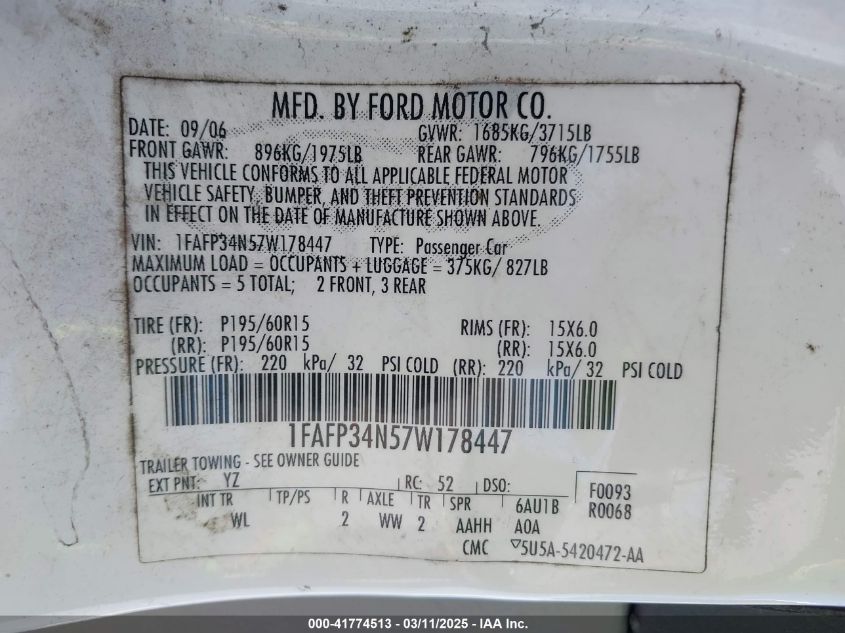 MFD. BY FORD MOTOR CO.
DATE: 09/06 GVWR: 1685KG/3715LB
FRONT GAWR: 896KG/1975LB REAR GAWR: 796KG/1755LB
THIS VEHICLE CONFORMS TO ALL APPLICABLE FEDERAL MOTOR
VEHICLE SAFETY, BUMPER, AND THEFT PREVENTION STANDARDS
IN EFFECT ON THE DATE OF MANUFACTURE SHOWN ABOVE.
VIN: 1FAFP34N57W178447 TYPE: Passenger Car
MAXIMUM LOAD = OCCUPANTS + LUGGAGE = 375KG/ 827LB
OCCUPANTS = 5 TOTAL; 2 FRONT, 3 REAR
TIRE (FR): P195/60R15 RIMS (FR): 15X6.0
(RR): P195/60R15 (RR): 15X6.0
PRESSURE (FR): 220 kPa/ 32 PSI COLD (RR): 220 kPa/ 32 PSI COLD
1FAFP34N57W178447
TRAILER TOWING - SEE OWNER GUIDE
EXT PNT: YZ RC: 52 DSO: F0093
INT TR TP/PS R AXLE TR SPR 6AU1B R0068
WL 2 WW 2 AAHH A0A
CMC ▽5U5A-5420472-AA
000-41774513 - 03/11/2025 - IAA Inc.